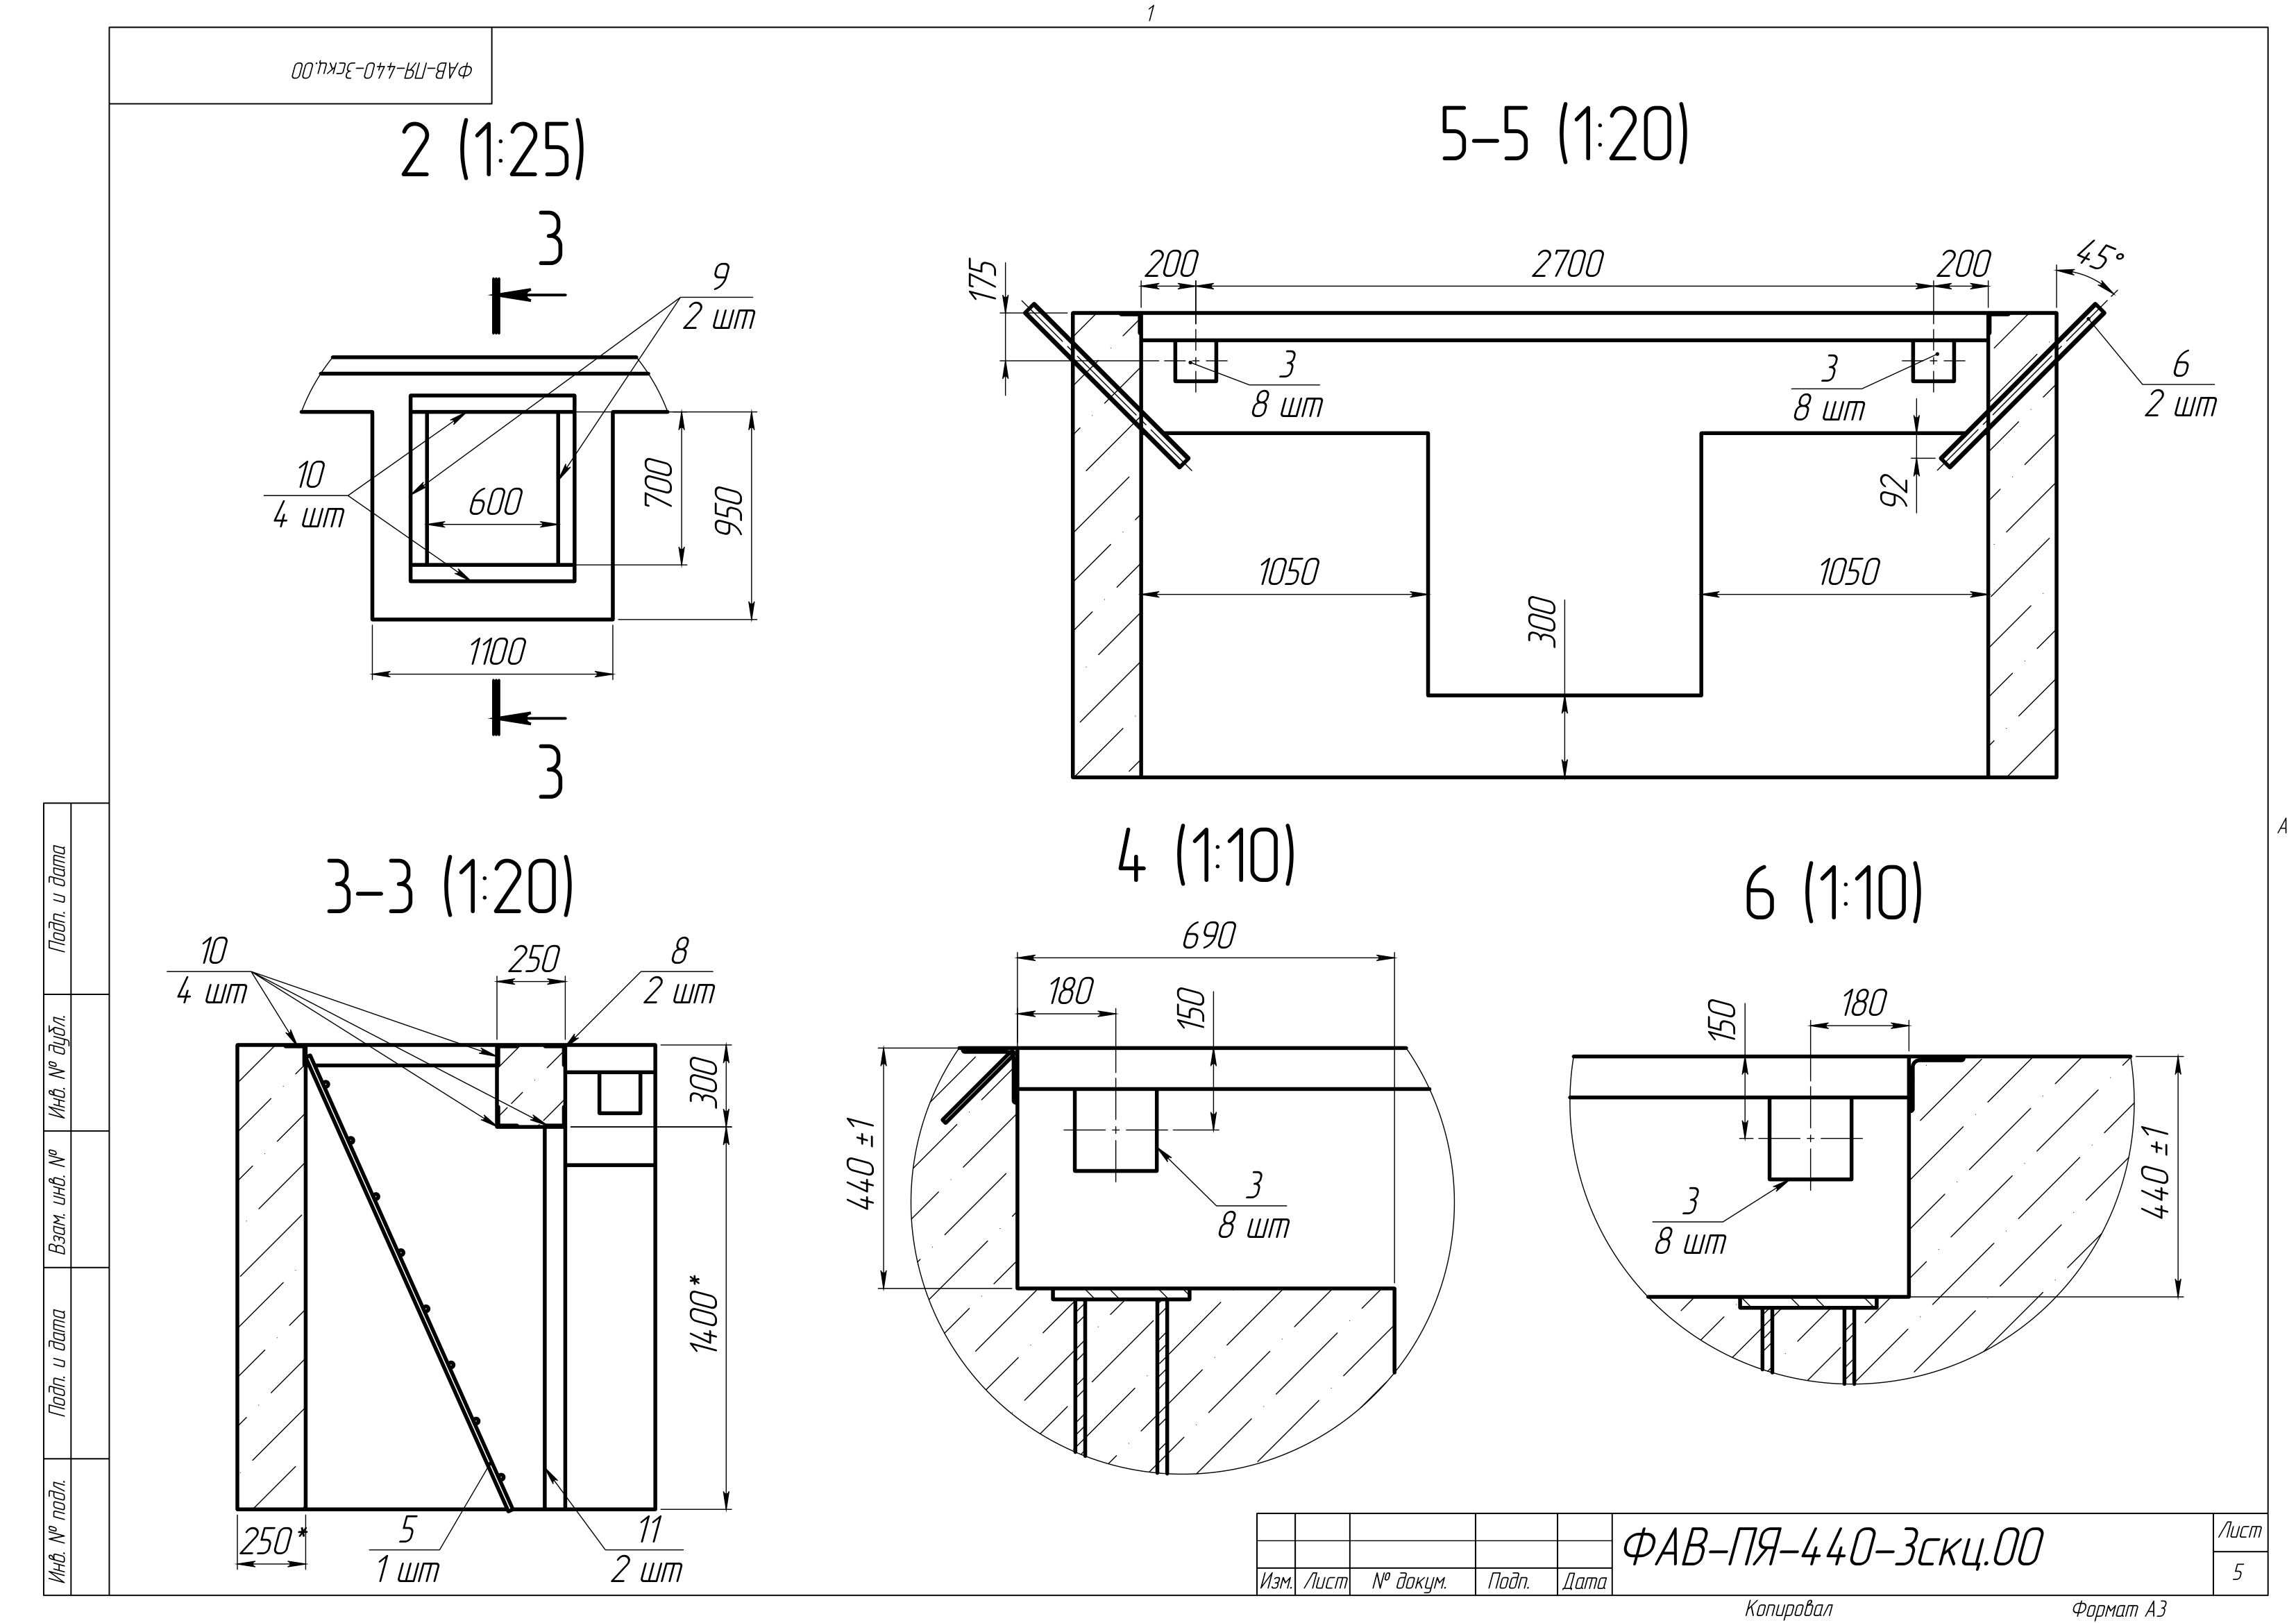 1
ФАВ-ПЯ-440-3скц.00
2 (1:25)
3
9
2 шт
10
4 шт
600
700
950
1100
3
5-5 (1:20)
175
200
2700
200
45°
3
8 шт
3
8 шт
6
2 шт
92
1050
1050
300
А
3-3 (1:20)
10
4 шт
250
8
2 шт
300
1400*
250*
5
1 шт
11
2 шт
4 (1:10)
690
180
150
440 ±1
3
8 шт
6 (1:10)
150
180
3
8 шт
440 ±1
Подп. и дата
Инв. № дубл.
Взам. инв. №
Подп. и дата
Инв. № подл.
Изм. Лист № докум. Подп. Дата
ФАВ-ПЯ-440-3скц.00
Лист
5
Копировал
Формат А3